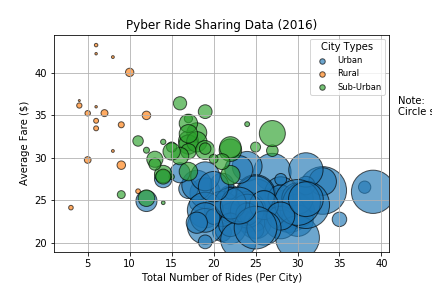 Pyber Ride Sharing Data (2016)
City Types
Urban
Rural
Sub-Urban
Note:
Circle
Average Fare ($)
40
35
30
25
20
5
10
15
20
25
30
35
40
Total Number of Rides (Per City)